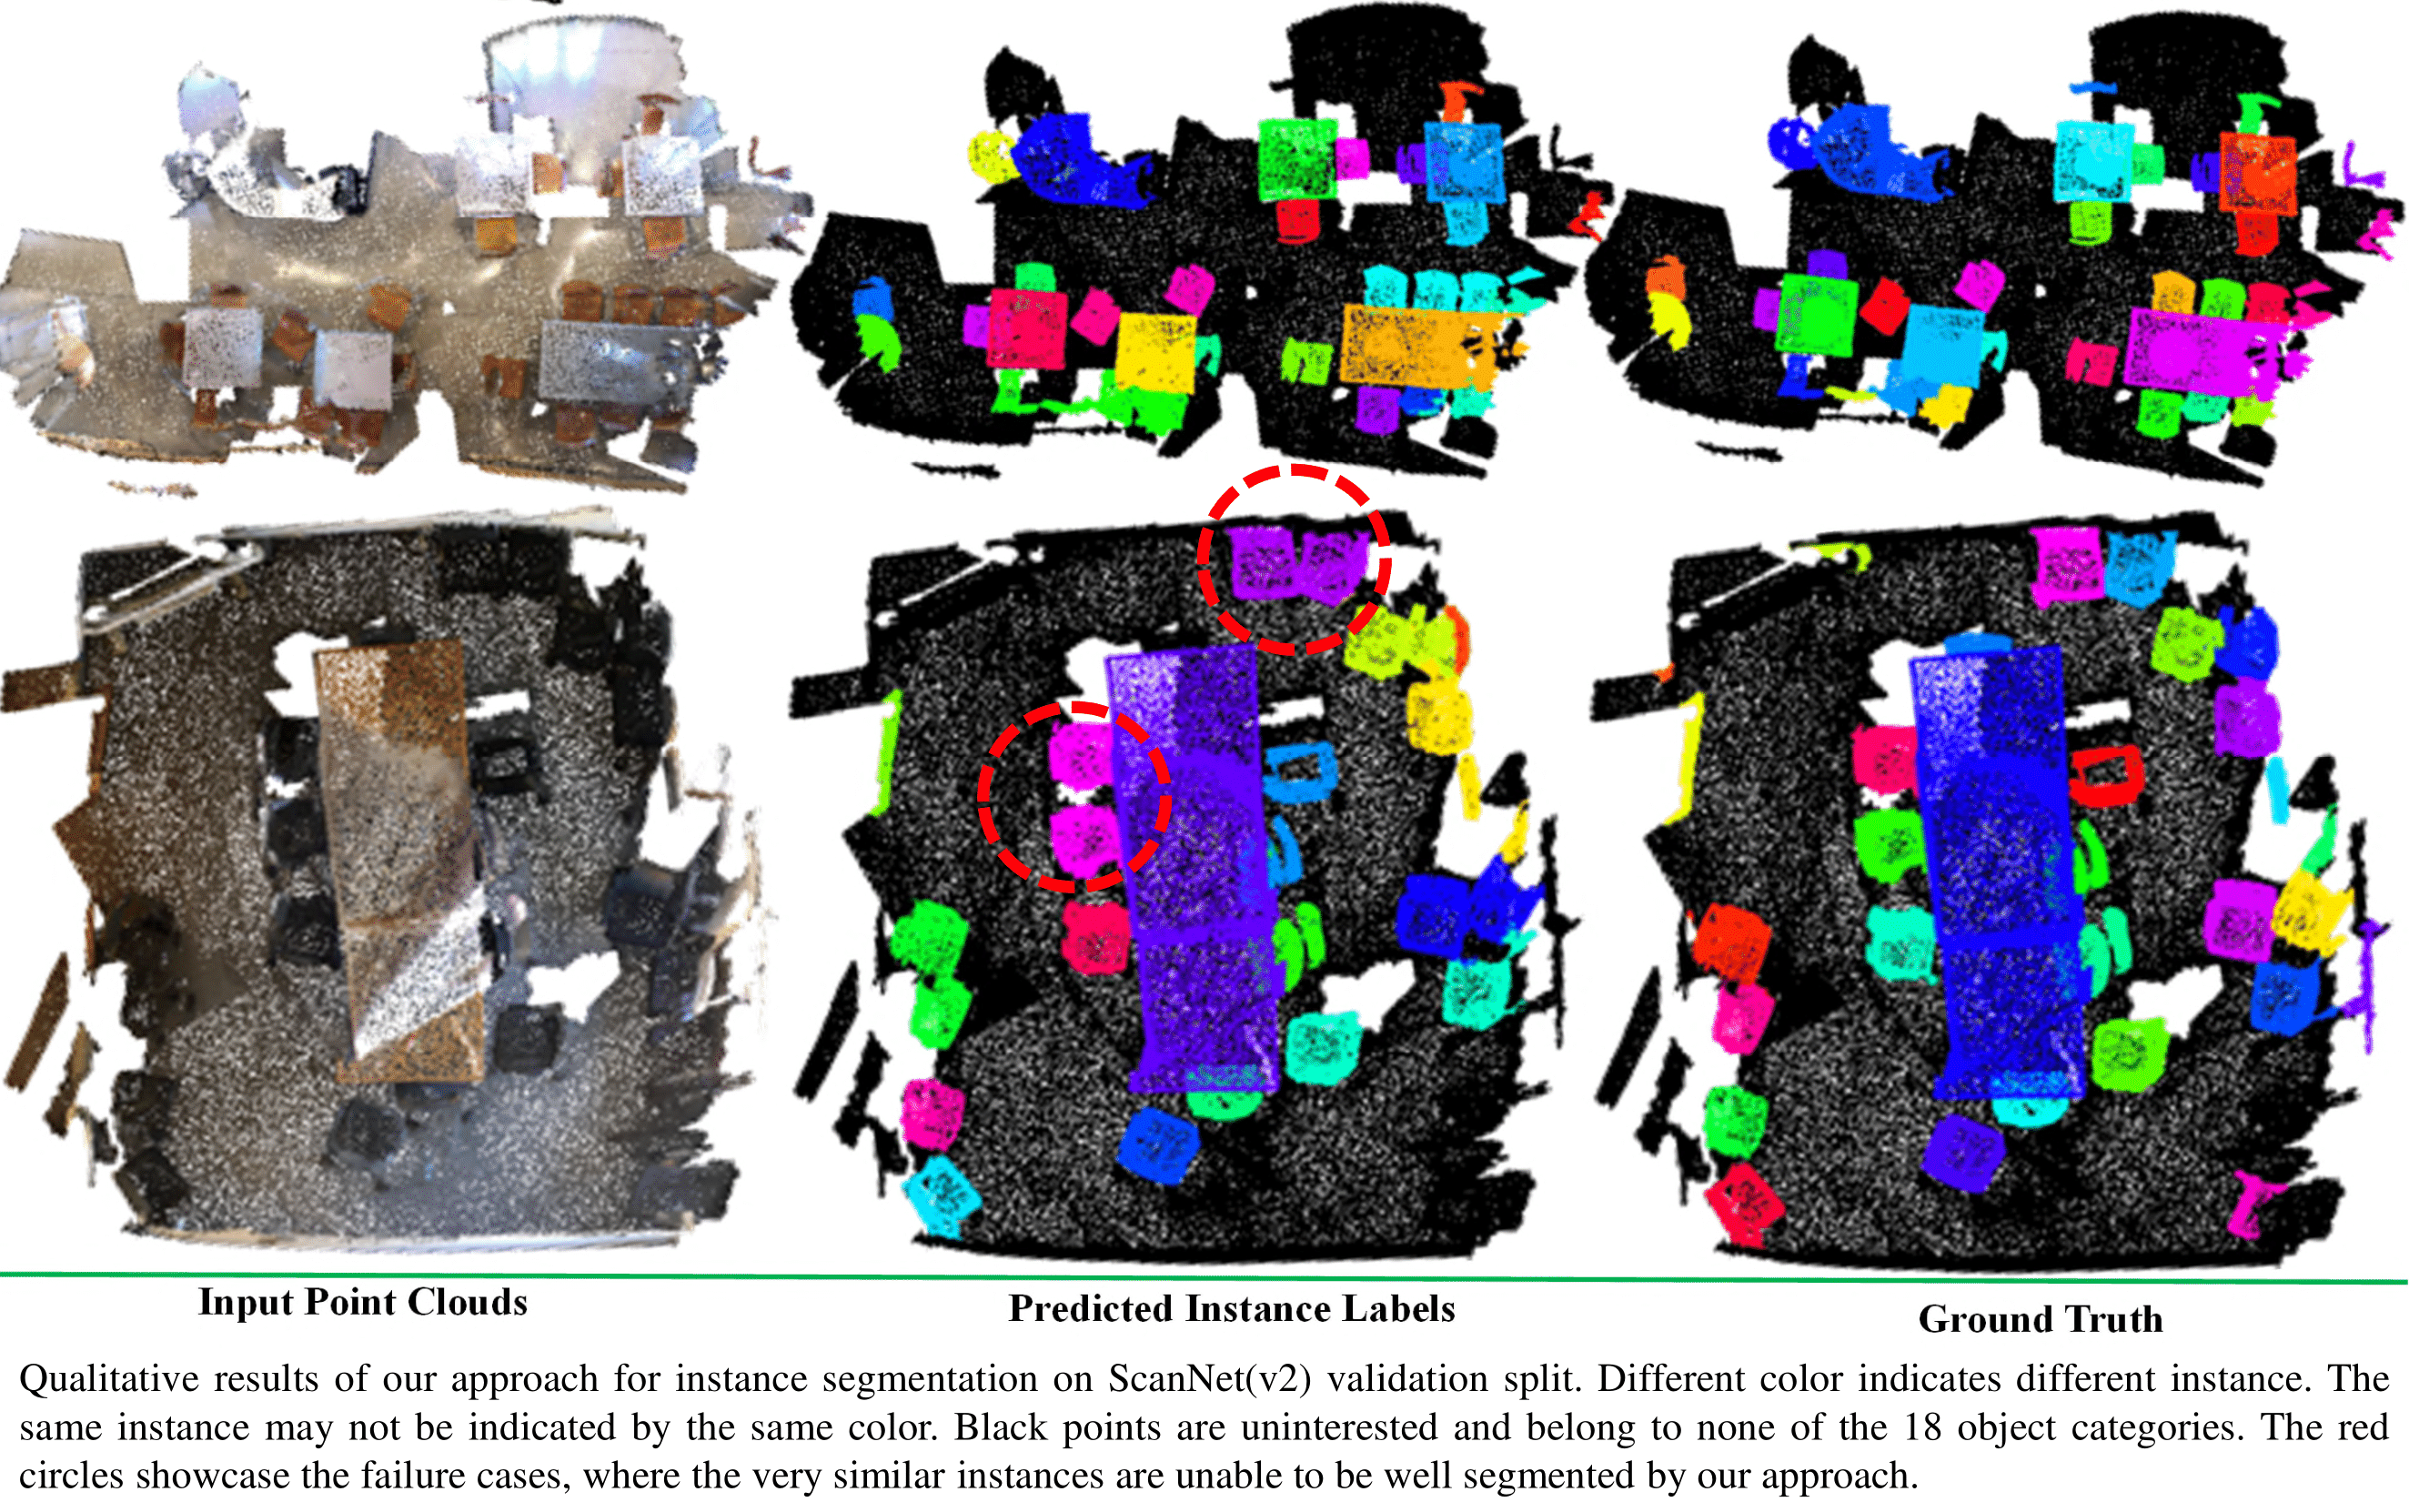 Input Point Clouds
Predicted Instance Labels
Ground Truth
Qualitative results of our approach for instance segmentation on ScanNet(v2) validation split. Different color indicates different instance. The
same instance may not be indicated by the same color. Black points are uninterested and belong to none of the 18 object categories. The red
circles showcase the failure cases, where the very similar instances are unable to be well segmented by our approach.